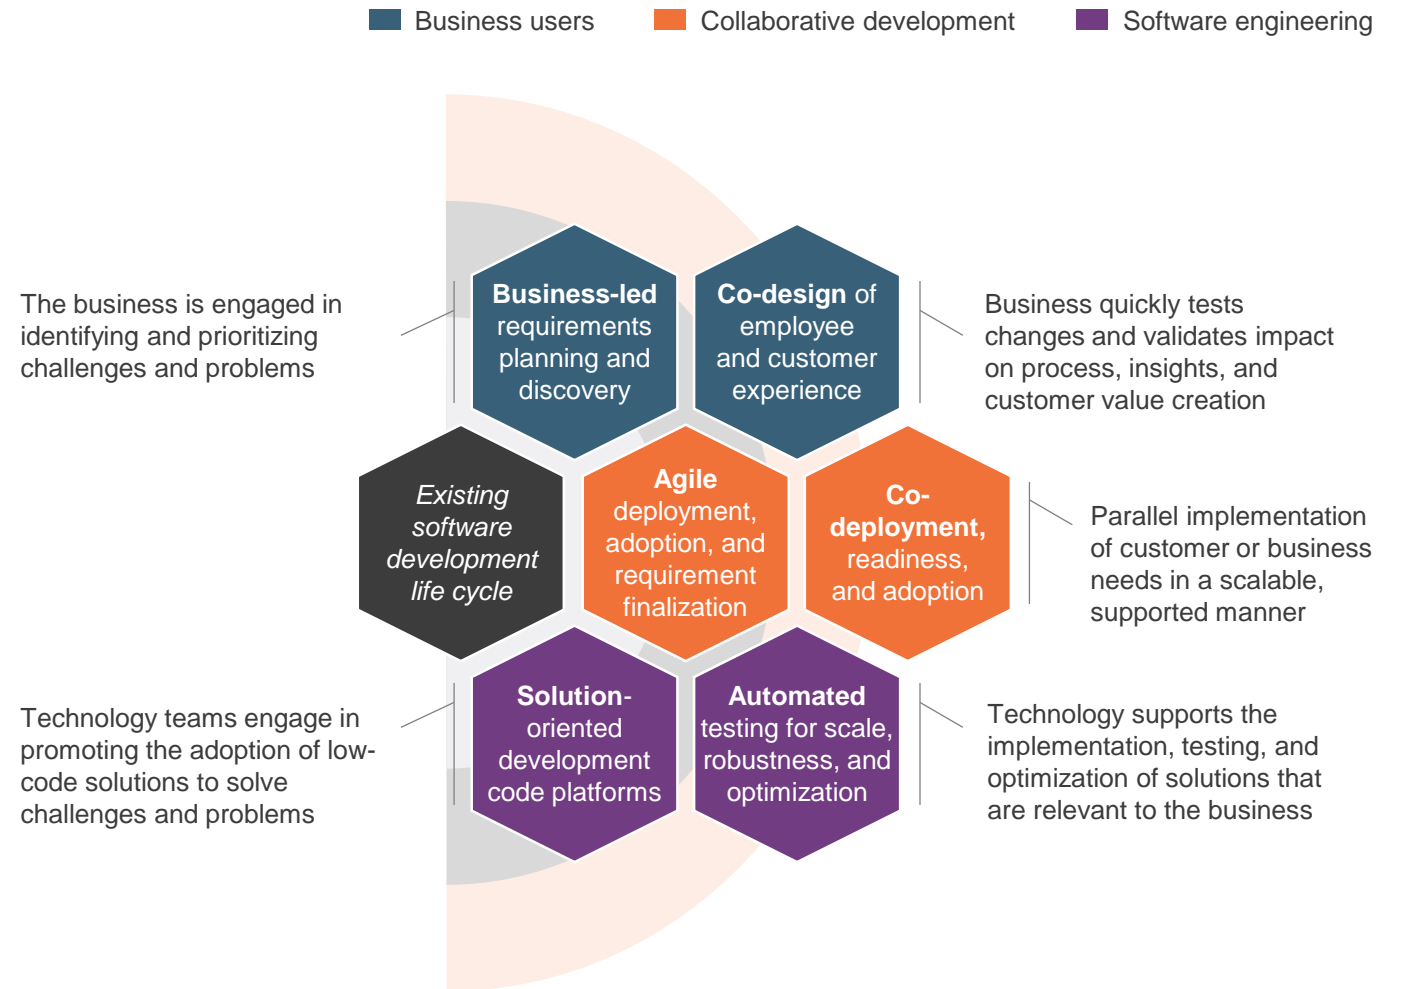 Business users
Collaborative development
Software engineering
The business is engaged in
identifying and prioritizing
challenges and problems
Business-led
requirements
planning and
discovery
Co-design of
employee
and customer
experience
Business quickly tests
changes and validates impact
on process, insights, and
customer value creation
Existing
software
development
life cycle
Agile
deployment,
adoption, and
requirement
finalization
Co-
deployment,
readiness,
and adoption
Parallel implementation
of customer or business
needs in a scalable,
supported manner
Technology teams engage in
promoting the adoption of low-
code solutions to solve
challenges and problems
Solution-
oriented
development
code platforms
Automated
testing for scale,
robustness, and
optimization
Technology supports the
implementation, testing, and
optimization of solutions that
are relevant to the business